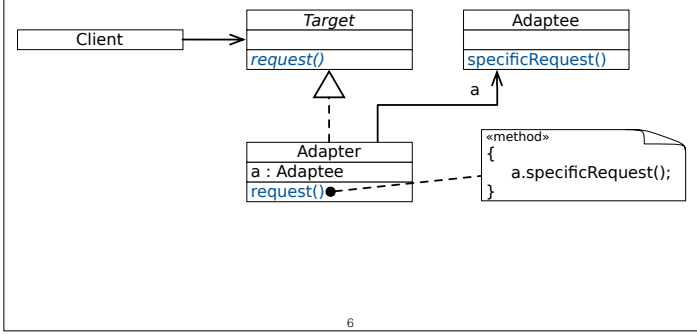 Client
Target
request()
Adaptee
specificRequest()
a
Adapter
a : Adaptee
request()
«method»
{
a.specificRequest();
}
6